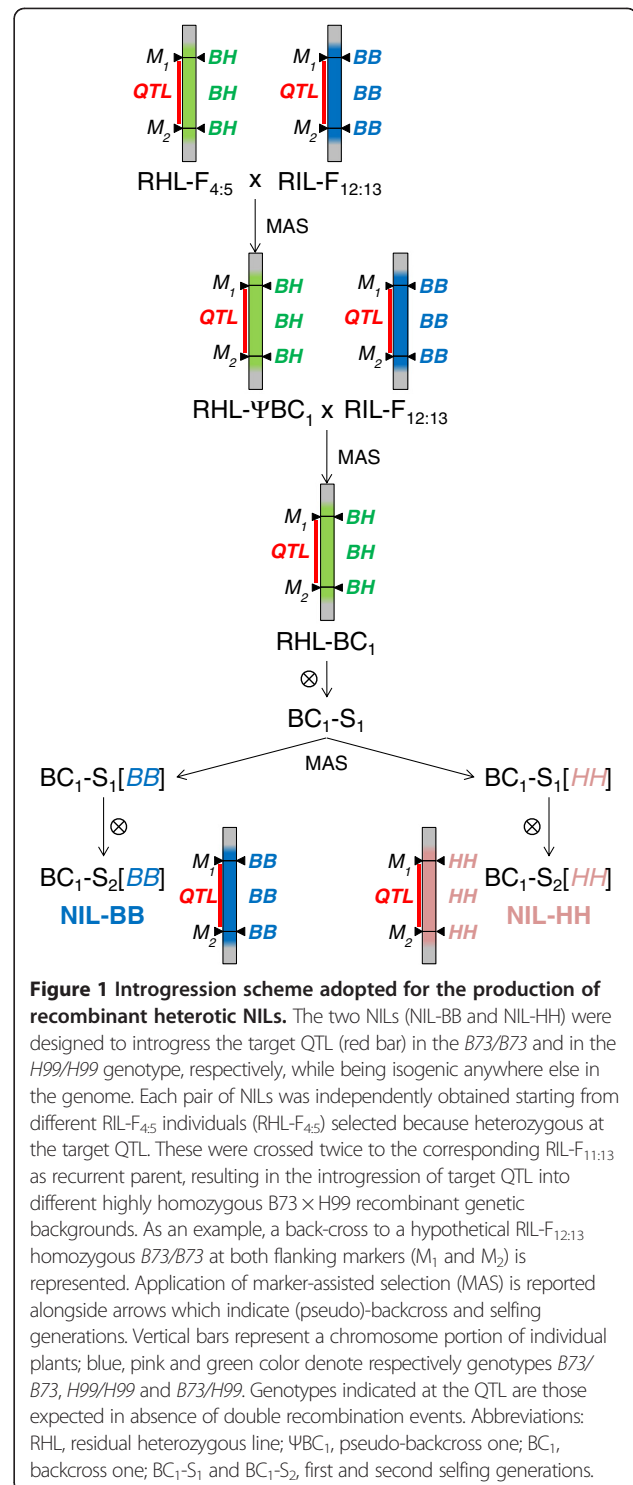 M1 BH M1 BB
QTL BH QTL BB
M2 BH M2 BB
RHL-F4:5 x RIL-F12:13
MAS
M1 BH M1 BB
QTL BH QTL BB
M2 BH M2 BB
RHL-ΨBC1 x RIL-F12:13
MAS
M1 BH
QTL BH
M2 BH
RHL-BC1
⊗
BC1-S1
MAS
BC1-S1[BB] BC1-S1[HH]
⊗ ⊗
M1 BB M1 HH
BC1-S2[BB] QTL BB QTL HH BC1-S2[HH]
NIL-BB NIL-HH
M2 BB M2 HH
Figure 1 Introgression scheme adopted for the production of
recombinant heterotic NILs. The two NILs (NIL-BB and NIL-HH) were
designed to introgress the target QTL (red bar) in the B73/B73 and in the
H99/H99 genotype, respectively, while being isogenic anywhere else in
the genome. Each pair of NILs was independently obtained starting from
different RIL-F4:5 individuals (RHL-F4:5) selected because heterozygous at
the target QTL. These were crossed twice to the corresponding RIL-F11:13
as recurrent parent, resulting in the introgression of target QTL into
different highly homozygous B73 × H99 recombinant genetic
backgrounds. As an example, a back-cross to a hypothetical RIL-F12:13
homozygous B73/B73 at both flanking markers (M1 and M2) is
represented. Application of marker-assisted selection (MAS) is reported
alongside arrows which indicate (pseudo)-backcross and selfing
generations. Vertical bars represent a chromosome portion of individual
plants; blue, pink and green color denote respectively genotypes B73/
B73, H99/H99 and B73/H99. Genotypes indicated at the QTL are those
expected in absence of double recombination events. Abbreviations:
RHL, residual heterozygous line; ΨBC1, pseudo-backcross one; BC1,
backcross one; BC1-S1 and BC1-S2, first and second selfing generations.